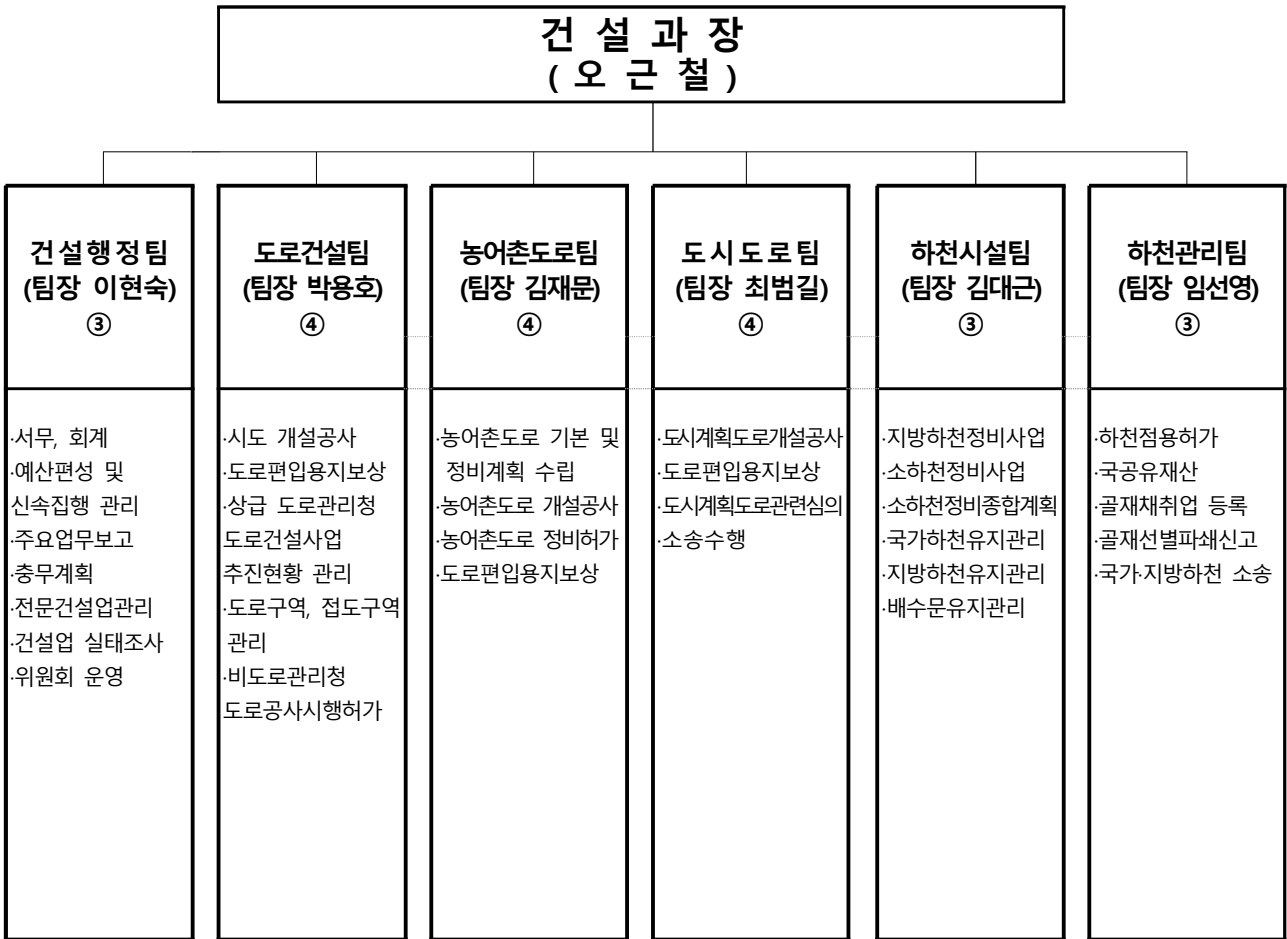 건 설 과 장
( 오 근 철 )
건설행정팀
(팀장 이현숙)
③
·서무, 회계
·예산편성 및
신속집행 관리
·주요업무보고
·충무계획
·전문건설업관리
·건설업 실태조사
·위원회 운영
도로건설팀
(팀장 박용호)
④
·시도 개설공사
·도로편입용지보상
·상급 도로관리청
도로건설사업
추진현황 관리
·도로구역, 접도구역
관리
·비도로관리청
도로공사시행허가
농어촌도로팀
(팀장 김재문)
④
·농어촌도로 기본 및
정비계획 수립
·농어촌도로 개설공사
·농어촌도로 정비허가
·도로편입용지보상
도시도로팀
(팀장 최범길)
④
·도시계획도로개설공사
·도로편입용지보상
·도시계획도로관련심의
·소송수행
하천시설팀
(팀장 김대근)
③
·지방하천정비사업
·소하천정비사업
·소하천정비종합계획
·국가하천유지관리
·지방하천유지관리
·배수문유지관리
하천관리팀
(팀장 임선영)
③
·하천점용허가
·국공유재산
·골재채취업 등록
·골재선별파쇄신고
·국가·지방하천 소송